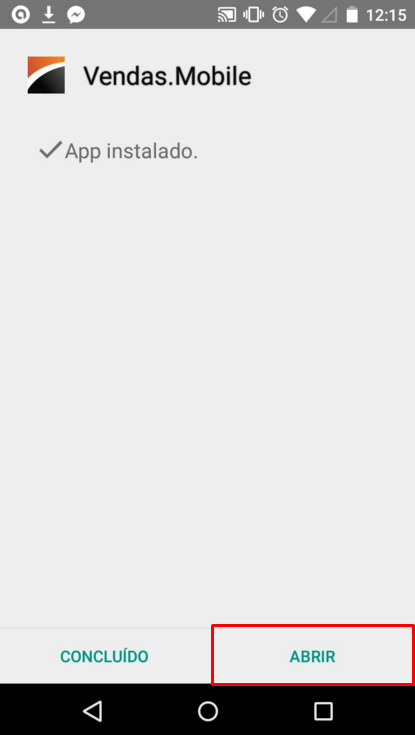 12:15
Vendas.Mobile
App instalado.
CONCLUÍDO
ABRIR